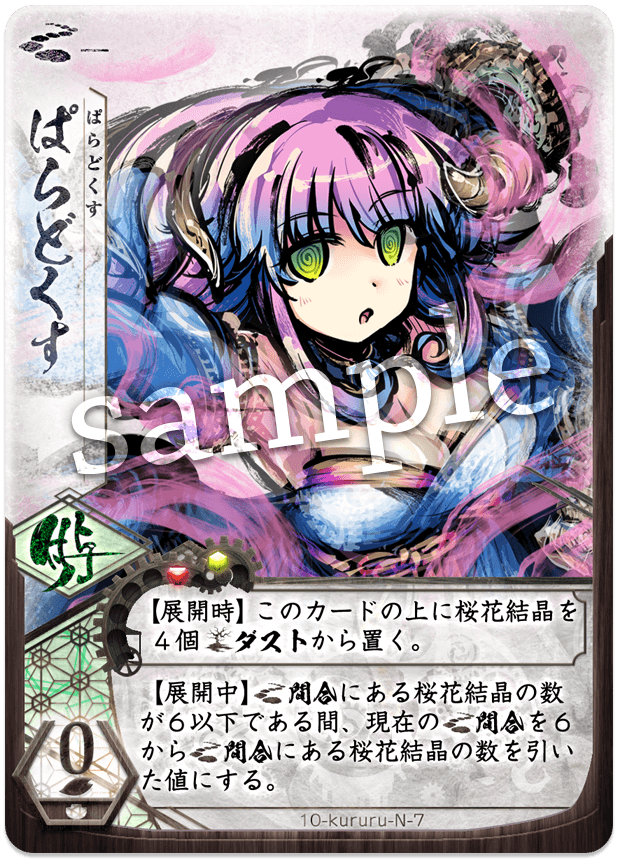 ぱらどくす
ぱらどくす
sample
【展開時】このカードの上に桜花結晶を
4個ダストから置く。
【展開中】間合にある桜花結晶の数
が6以下である間、現在の間合を6
から間合にある桜花結晶の数を引い
た値にする。
0
10-kururu-N-7